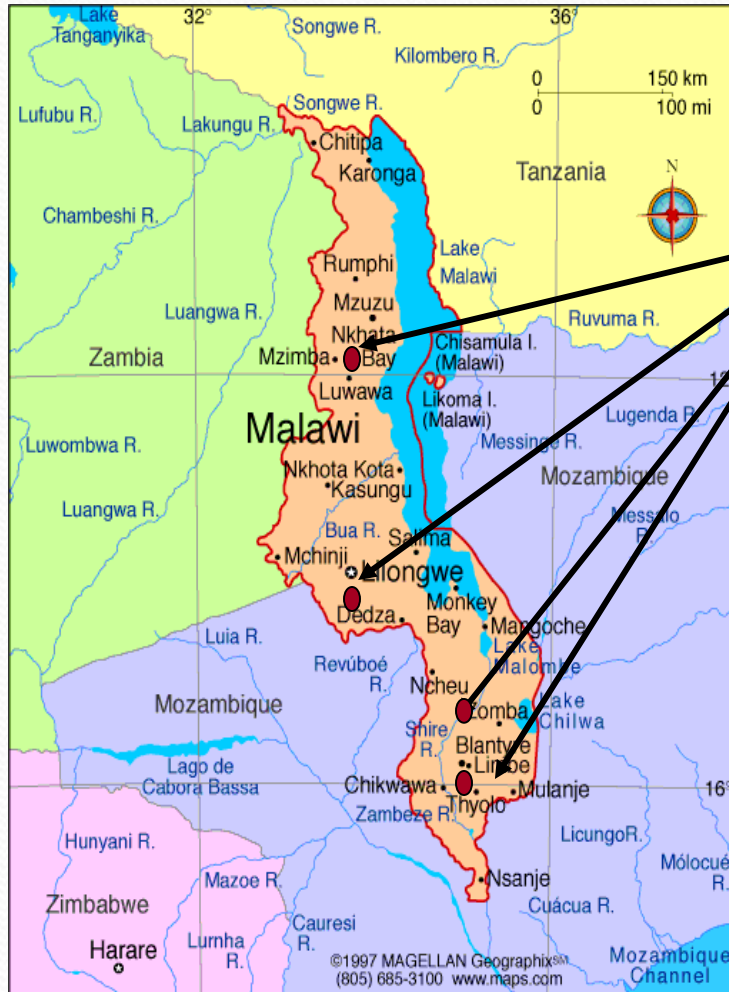 32°
36°
Lake
Tanganyika
Songwe R.
Kilombero R.
0
150 km
0
100 mi
Lufubu R.
Songwe R.
Lakungu R.
Chitipa
Karonga
Tanzania
N
Chambeshi R.
Lake
Malawi
Rumphi
Luangwa R.
Mzuzu
Ruvuma R.
Nkhata
Bay
Chisamula I.
(Malawi)
Zambia
Mzimba
Luwawa
Likoma I.
(Malawi)
Lugenda R.
Malawi
Luwombwa R.
Messinge R.
Nkhota Kota
Kasungu
Mozambique
Luangwa R.
Messalo
R.
Bua R.
Salima
Mchinji
Lilongwe
Monkey
Bay
Dedza
Mangoche
Luia R.
Lake
Malombe
Revúboé
R.
Ncheu
Mozambique
Zomba
Lake
Chilwa
Shire
R.
Blantyre
Limbe
Lago de
Cabora Bassa
Chikwawa
Thyolo
Mulanje
16°
Zambeze R.
Hunyani R.
LicungoR.
Mólocué
R.
Mazoe R.
Nsanje
Zimbabwe
Cuácua R.
Cauresi
R.
Lurnha
R.
Harare
Mozambique
Channel
©1997 MAGELLAN Geographix℠
(805) 685-3100 www.maps.com